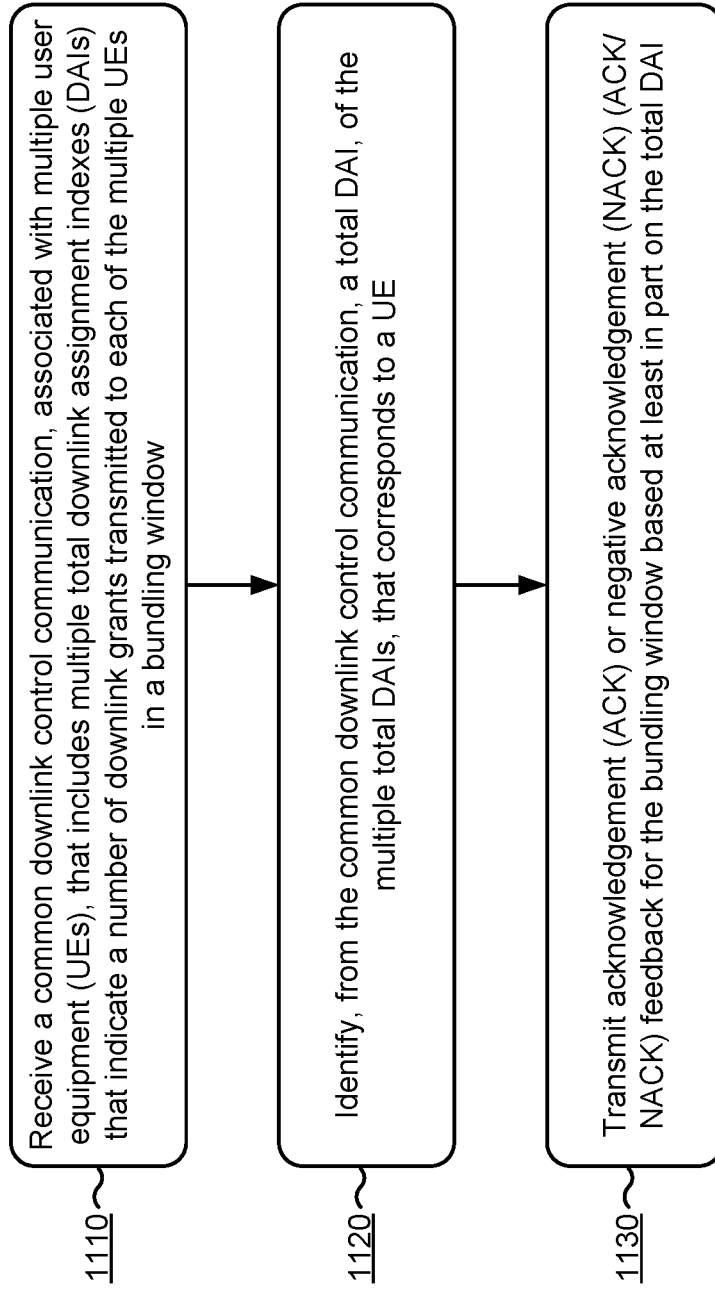 1110
Receive a common downlink control communication, associated with multiple user
equipment (UEs), that includes multiple total downlink assignment indexes (DAIs)
that indicate a number of downlink grants transmitted to each of the multiple UEs
in a bundling window
1120
Identify, from the common downlink control communication, a total DAI, of the
multiple total DAIs, that corresponds to a UE
1130
Transmit acknowledgement (ACK) or negative acknowledgement (NACK) (ACK/
NACK) feedback for the bundling window based at least in part on the total DAI